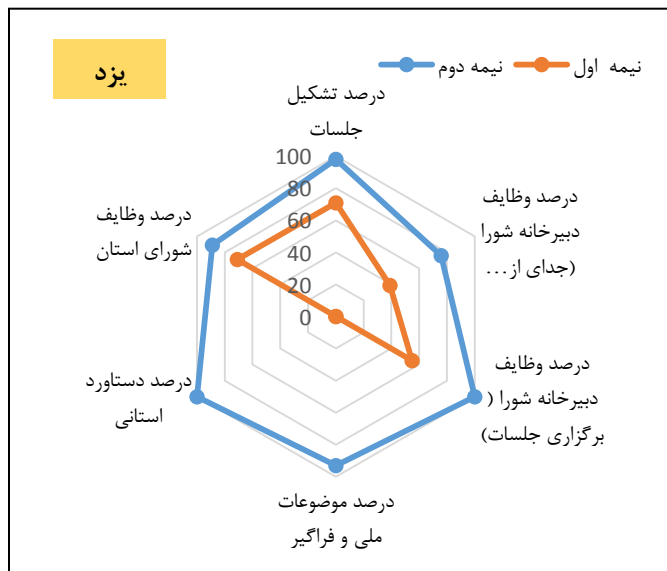 یزد
نیمه اول
نیمه دوم
درصد تشکیل
جلسات
100
80
60
40
20
0
درصد وظایف
دبیرخانه شورا
(جدای از...
درصد وظایف
دبیرخانه شورا (
برگزاری جلسات)
درصد موضوعات
ملی و فراگیر
درصد دستاورد
استانی
درصد وظایف
شورای استان